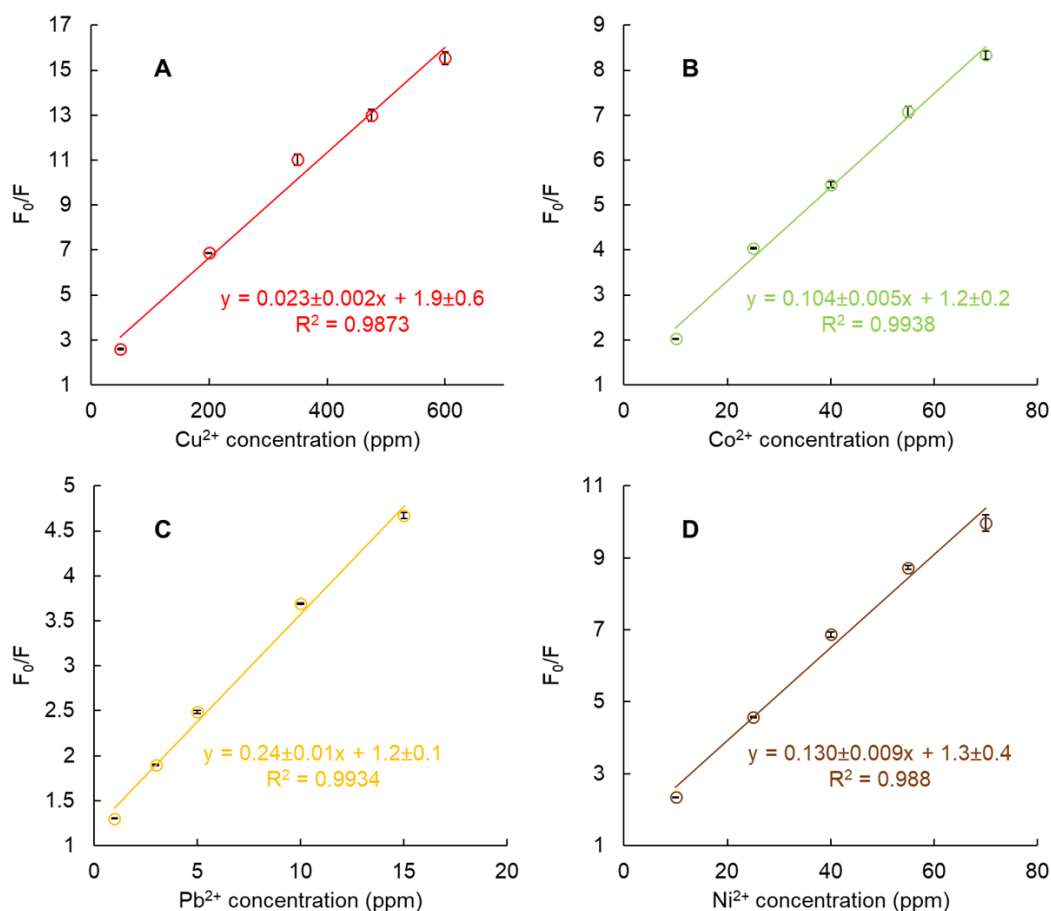 A
F₀/F
17
15
13
11
9
7
5
3
1
y = 0.023±0.002x + 1.9±0.6
R² = 0.9873
0
200
400
600
Cu²⁺ concentration (ppm)
B
F₀/F
9
8
7
6
5
4
3
2
1
y = 0.104±0.005x + 1.2±0.2
R² = 0.9938
0
20
40
60
80
Co²⁺ concentration (ppm)
C
F₀/F
5
4.5
4
3.5
3
2.5
2
1.5
1
y = 0.24±0.01x + 1.2±0.1
R² = 0.9934
0
5
10
15
20
Pb²⁺ concentration (ppm)
D
F₀/F
11
9
7
5
3
1
y = 0.130±0.009x + 1.3±0.4
R² = 0.988
0
20
40
60
80
Ni²⁺ concentration (ppm)